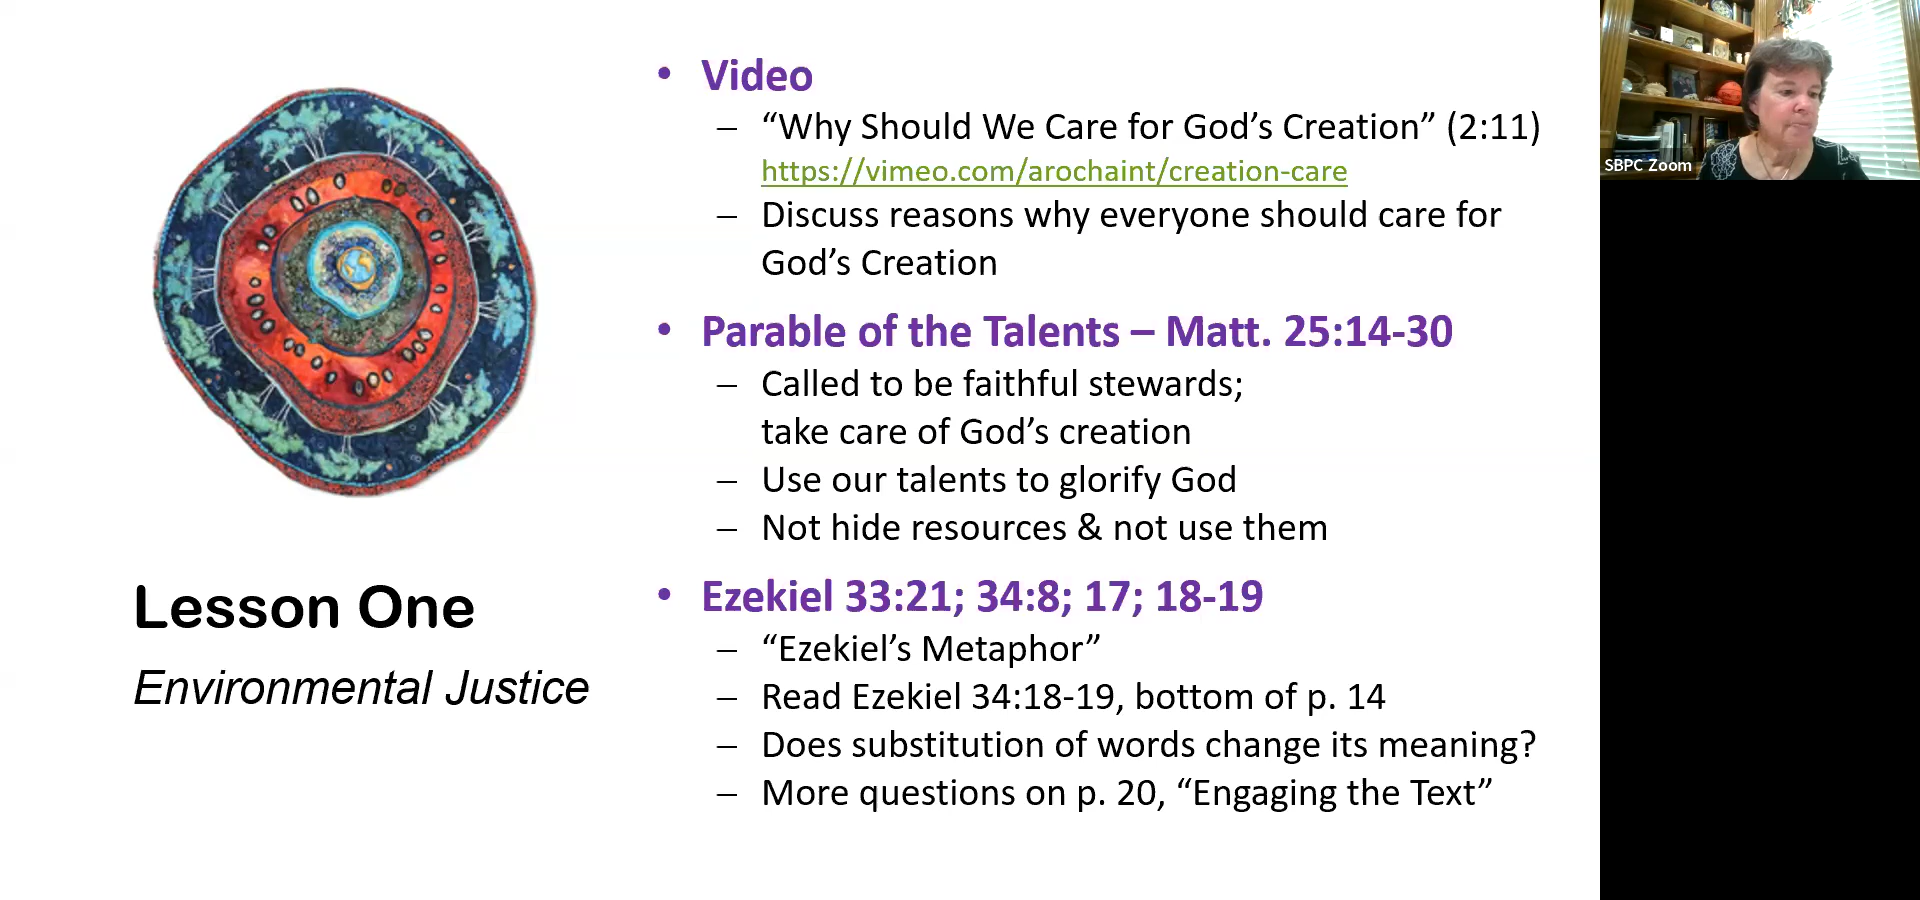 • Video
– “Why Should We Care for God’s Creation” (2:11)
https://vimeo.com/arochaint/creation-care
– Discuss reasons why everyone should care for
God’s Creation
• Parable of the Talents – Matt. 25:14-30
– Called to be faithful stewards;
take care of God’s creation
– Use our talents to glorify God
– Not hide resources & not use them
• Ezekiel 33:21; 34:8; 17; 18-19
– “Ezekiel’s Metaphor”
– Read Ezekiel 34:18-19, bottom of p. 14
– Does substitution of words change its meaning?
– More questions on p. 20, “Engaging the Text”
Lesson One
Environmental Justice
SBPC Zoom